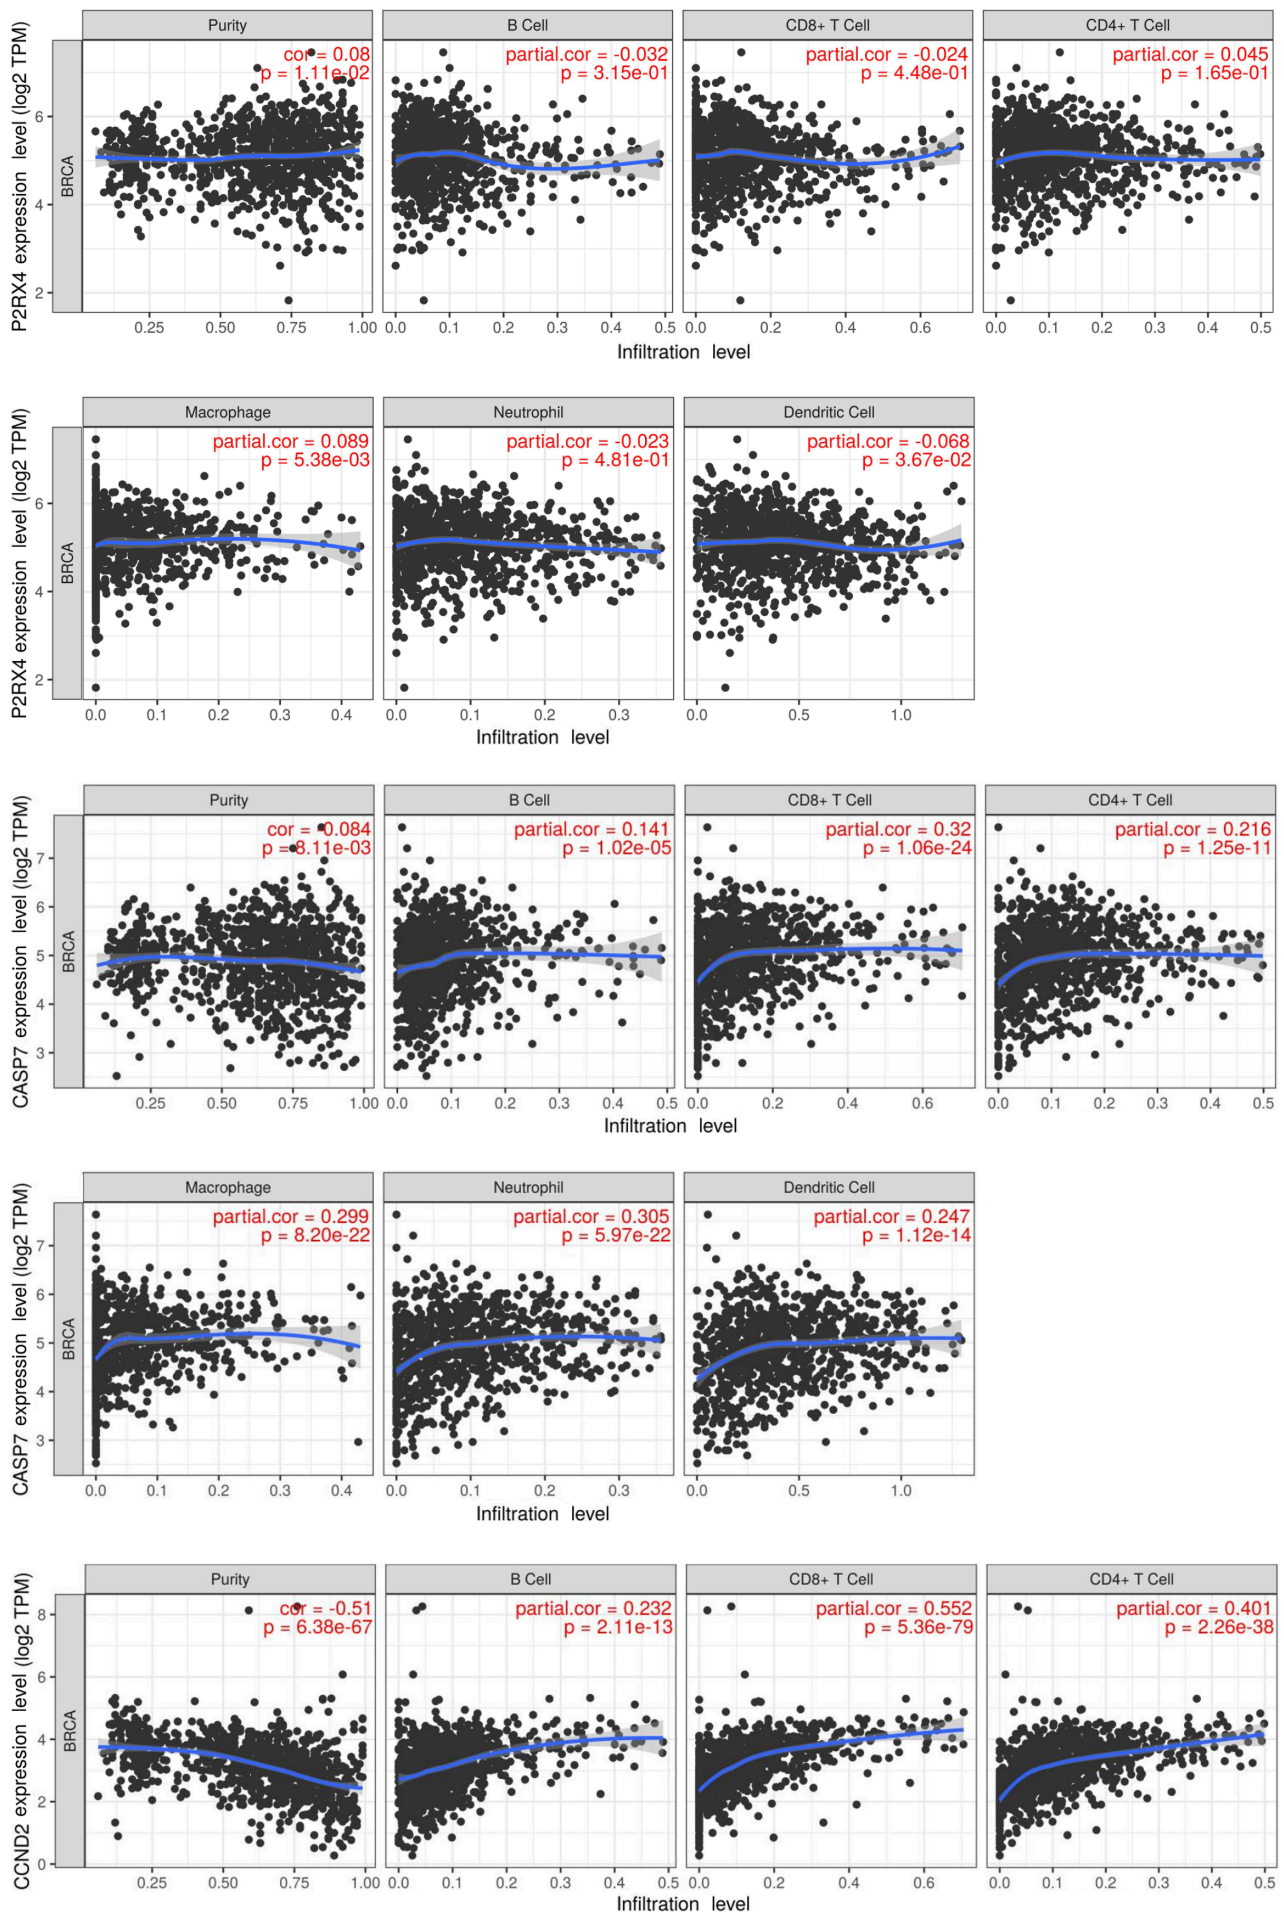 Purity
B Cell
CD8+ T Cell
CD4+ T Cell
P2RX4 expression level (log2 TPM)
BRCA
cor = 0.08
p = 1.11e-02
partial.cor = -0.032
p = 3.15e-01
partial.cor = -0.024
p = 4.48e-01
partial.cor = 0.045
p = 1.65e-01
6
4
2
0.25 0.50 0.75 1.00
0.0 0.1 0.2 0.3 0.4 0.5
0.0 0.2 0.4 0.6
0.0 0.1 0.2 0.3 0.4 0.5
Infiltration level
Macrophage
Neutrophil
Dendritic Cell
P2RX4 expression level (log2 TPM)
BRCA
partial.cor = 0.089
p = 5.38e-03
partial.cor = -0.023
p = 4.81e-01
partial.cor = -0.068
p = 3.67e-02
6
4
2
0.0 0.1 0.2 0.3 0.4
0.0 0.1 0.2 0.3
0.0 0.5 1.0
Infiltration level
Purity
B Cell
CD8+ T Cell
CD4+ T Cell
CASP7 expression level (log2 TPM)
BRCA
cor = -0.084
p = 8.11e-03
partial.cor = 0.141
p = 1.02e-05
partial.cor = 0.32
p = 1.06e-24
partial.cor = 0.216
p = 1.25e-11
7
6
5
4
3
0.25 0.50 0.75 1.00
0.0 0.1 0.2 0.3 0.4 0.5
0.0 0.2 0.4 0.6
0.0 0.1 0.2 0.3 0.4 0.5
Infiltration level
Macrophage
Neutrophil
Dendritic Cell
CASP7 expression level (log2 TPM)
BRCA
partial.cor = 0.299
p = 8.20e-22
partial.cor = 0.305
p = 5.97e-22
partial.cor = 0.247
p = 1.12e-14
7
6
5
4
3
0.0 0.1 0.2 0.3 0.4
0.0 0.1 0.2 0.3
0.0 0.5 1.0
Infiltration level
Purity
B Cell
CD8+ T Cell
CD4+ T Cell
CCND2 expression level (log2 TPM)
BRCA
cor = -0.51
p = 6.38e-67
partial.cor = 0.232
p = 2.11e-13
partial.cor = 0.552
p = 5.36e-79
partial.cor = 0.401
p = 2.26e-38
8
6
4
2
0
0.25 0.50 0.75 1.00
0.0 0.1 0.2 0.3 0.4 0.5
0.0 0.2 0.4 0.6
0.0 0.1 0.2 0.3 0.4 0.5
Infiltration level